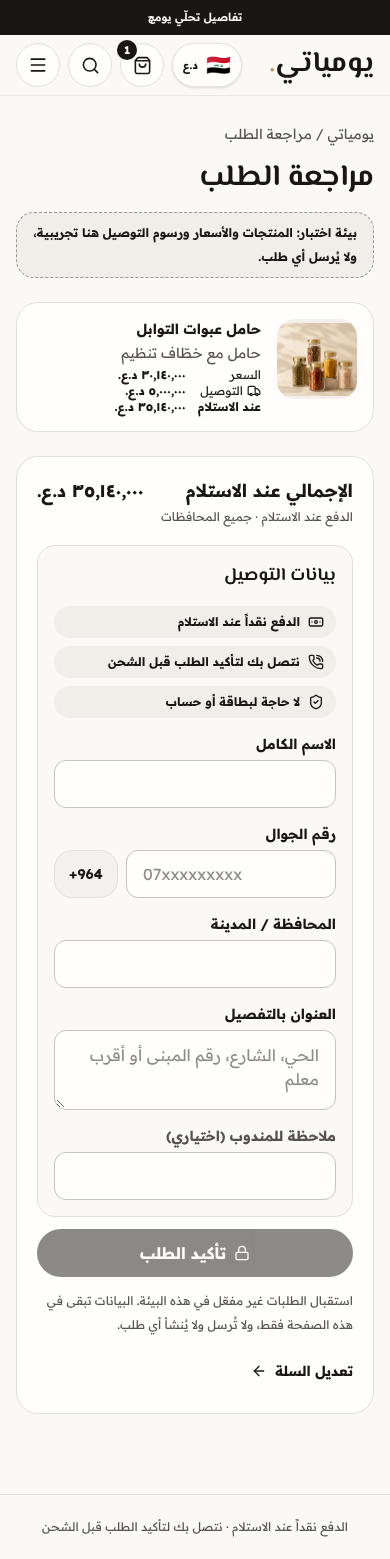 تفاصيل تحلّي يومچ
يومياتي.
د.ع
1
يومياتي / مراجعة الطلب
مراجعة الطلب
بيئة اختبار: المنتجات والأسعار ورسوم التوصيل هنا تجريبية،
ولا يُرسل أي طلب.
حامل عبوات التوابل
حامل مع خطّاف تنظيم
السعر ٣٠,١٤٠,٠٠٠ د.ع.
التوصيل ٥,٠٠٠,٠٠٠ د.ع.
عند الاستلام ٣٥,١٤٠,٠٠٠ د.ع.
الإجمالي عند الاستلام ٣٥,١٤٠,٠٠٠ د.ع.
الدفع عند الاستلام · جميع المحافظات
بيانات التوصيل
الدفع نقداً عند الاستلام
نتصل بك لتأكيد الطلب قبل الشحن
لا حاجة لبطاقة أو حساب
الاسم الكامل
رقم الجوال
07xxxxxxxxx
+964
المحافظة / المدينة
العنوان بالتفصيل
الحي، الشارع، رقم المبنى أو أقرب
معلم
ملاحظة للمندوب (اختياري)
تأكيد الطلب
استقبال الطلبات غير مفعّل في هذه البيئة. البيانات تبقى في
هذه الصفحة فقط، ولا تُرسل ولا يُنشأ أي طلب.
تعديل السلة
الدفع نقداً عند الاستلام · نتصل بك لتأكيد الطلب قبل الشحن